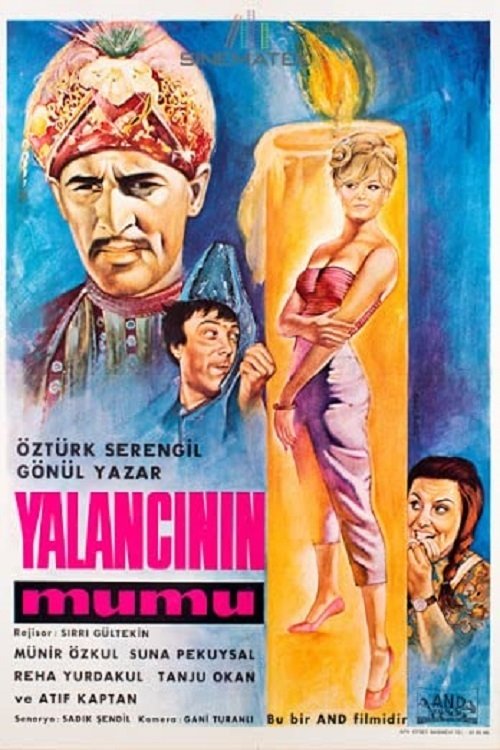 SINEMATEK
ÖZTÜRK SERENGİL
GÖNÜL YAZAR
YALANCININ
mumu
Rejisör: SIRRI GÜLTEKİN
MÜNİR ÖZKUL SUNA PEKUYSAL
REHA YURDAKUL TANJU OKAN
ve ATIF KAPTAN
Senaryo: SADIK ŞENDİL Kamera: GANİ TURANLI
Bu bir AND filmidir
AND